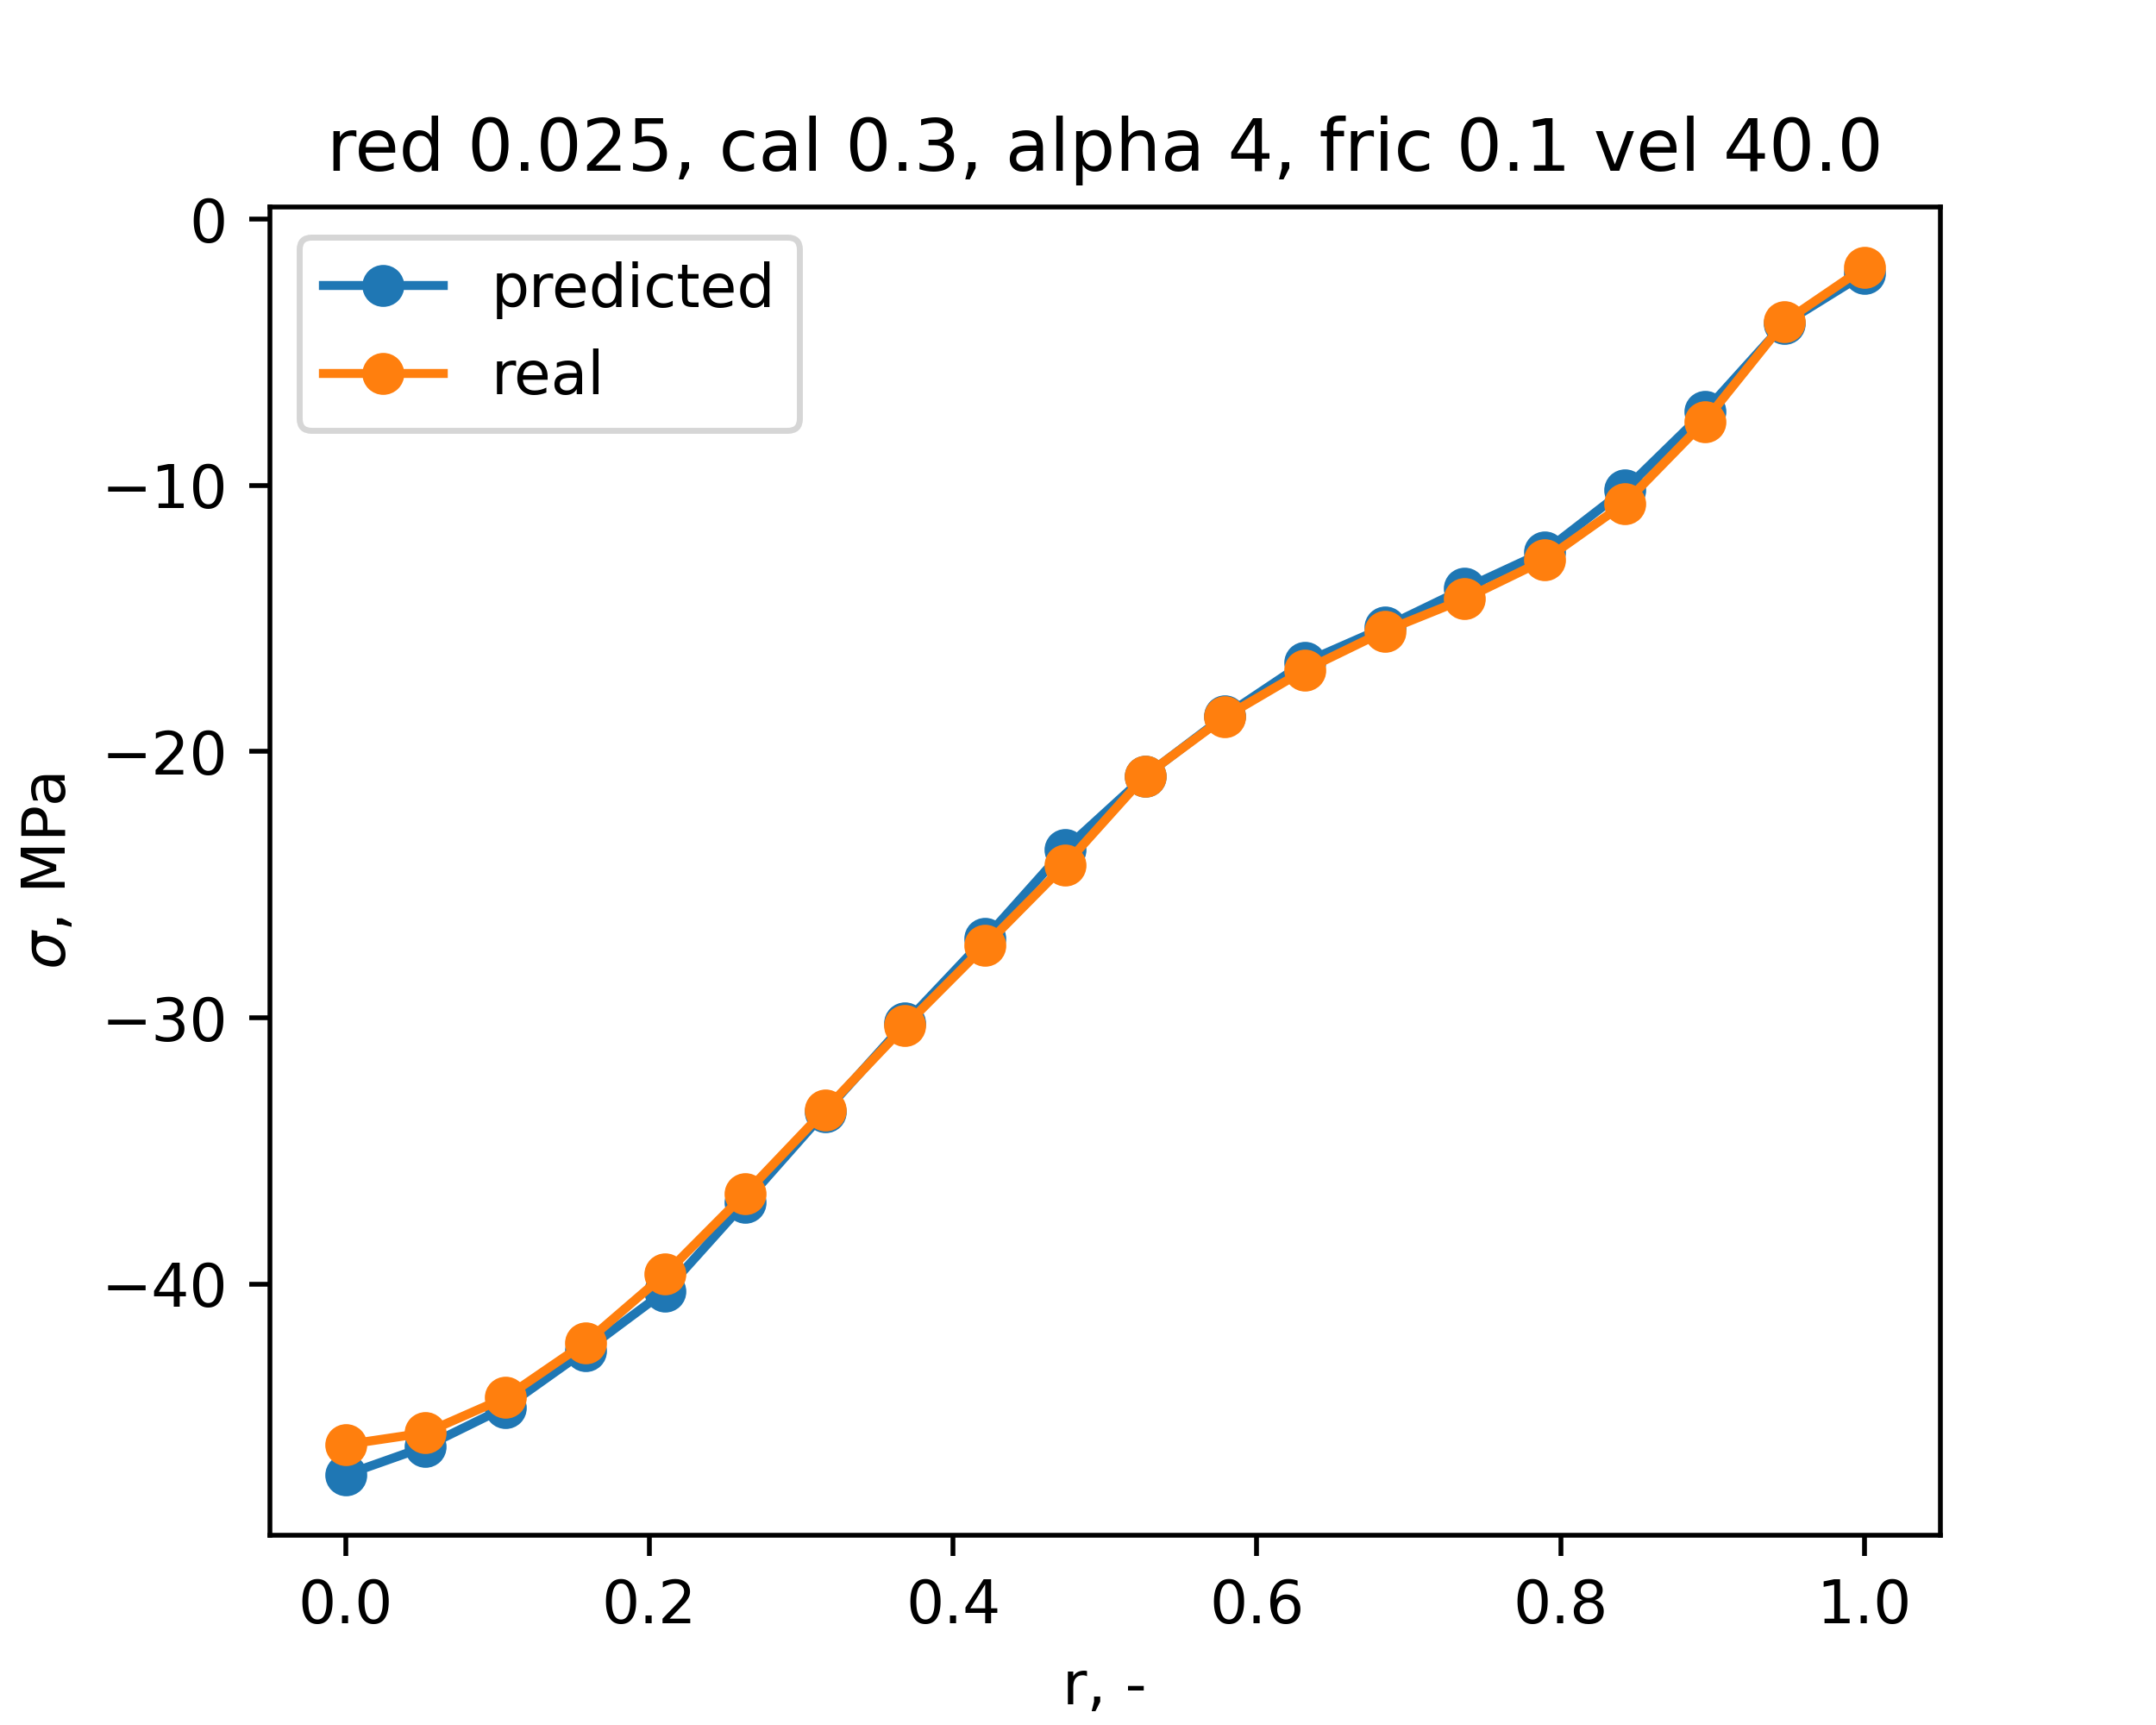 red 0.025, cal 0.3, alpha 4, fric 0.1 vel 40.0
0
−10
−20
−30
−40
σ, MPa
predicted
real
0.0 0.2 0.4 0.6 0.8 1.0
r, -